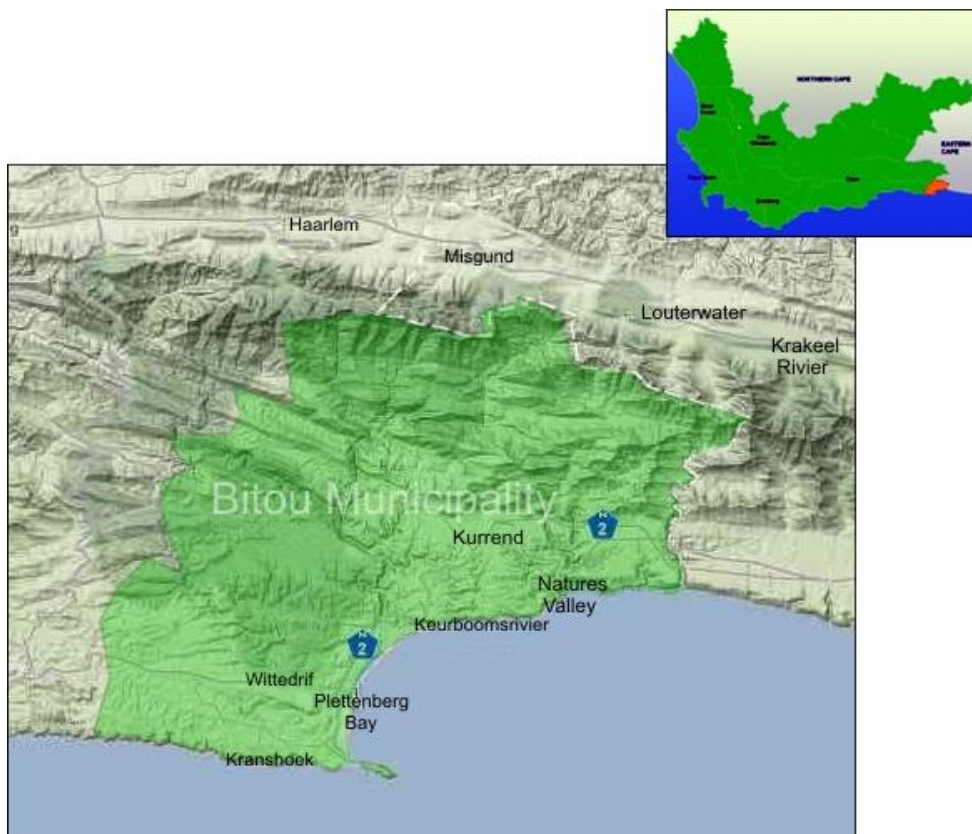 NORTHERN CAPE
EASTERN
CAPE
Haarlem
Misgund
Louterwater
Krakeel
Rivier
Bitou Municipality
N
2
Kurrend
Natures
Valley
Keurboomsrivier
N
2
Wittedrif
Plettenberg
Bay
Kranshoek
g